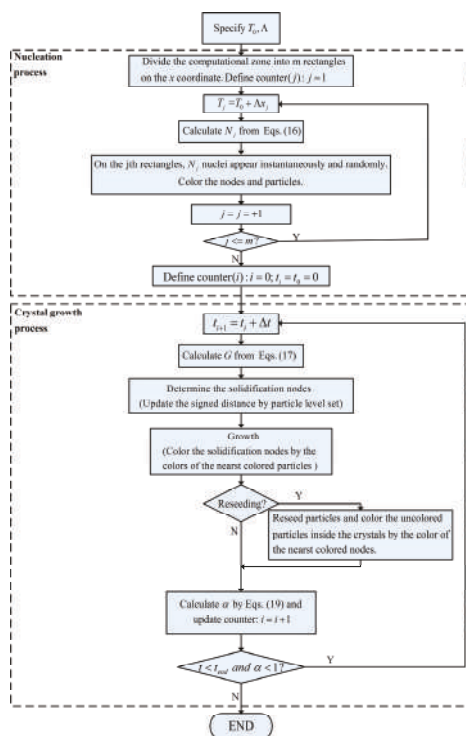 Specify T₀, Λ
Nucleation
process
Divide the computational zone into m rectangles
on the x coordinate. Define counter(j): j=1
Tⱼ=T₀+Λxⱼ
Calculate Nⱼ from Eqs.(16)
On the jth rectangles, Nⱼ nuclei appear instantaneously and randomly.
Color the nodes and particles.
j = j = +1
j <= m?
Y
N
Define counter(i) : i = 0; tᵢ = t₀ = 0
Crystal growth
process
tᵢ₊₁ = tᵢ + Δt
Calculate G from Eqs.(17)
Determine the solidification nodes
(Update the signed distance by particle level set)
Growth
(Color the solidification nodes by the
colors of the nearst colored particles )
Reseeding?
Y
N
Reseed particles and color the uncolored
particles inside the crystals by the color of
the nearst colored nodes.
Calculate α by Eqs. (19) and
update counter: i = i+1
t < tₑₙd and α < 1?
Y
N
END